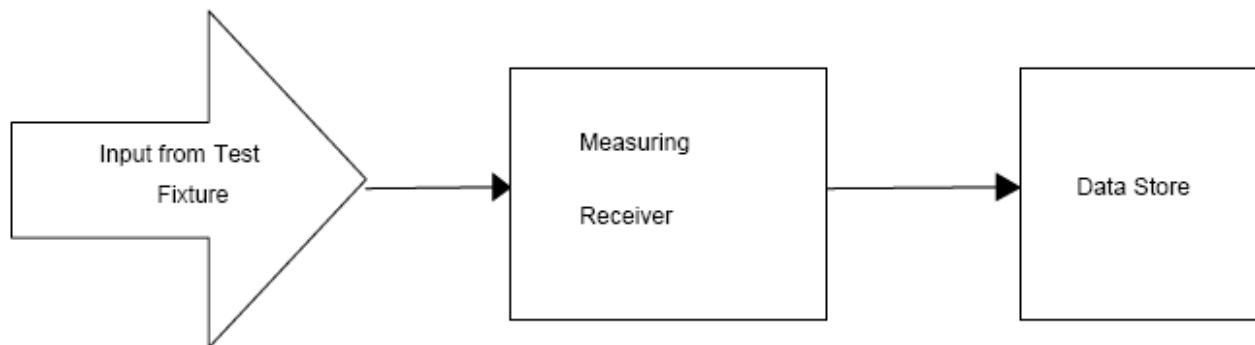 Input from Test
Fixture
Measuring
Receiver
Data Store